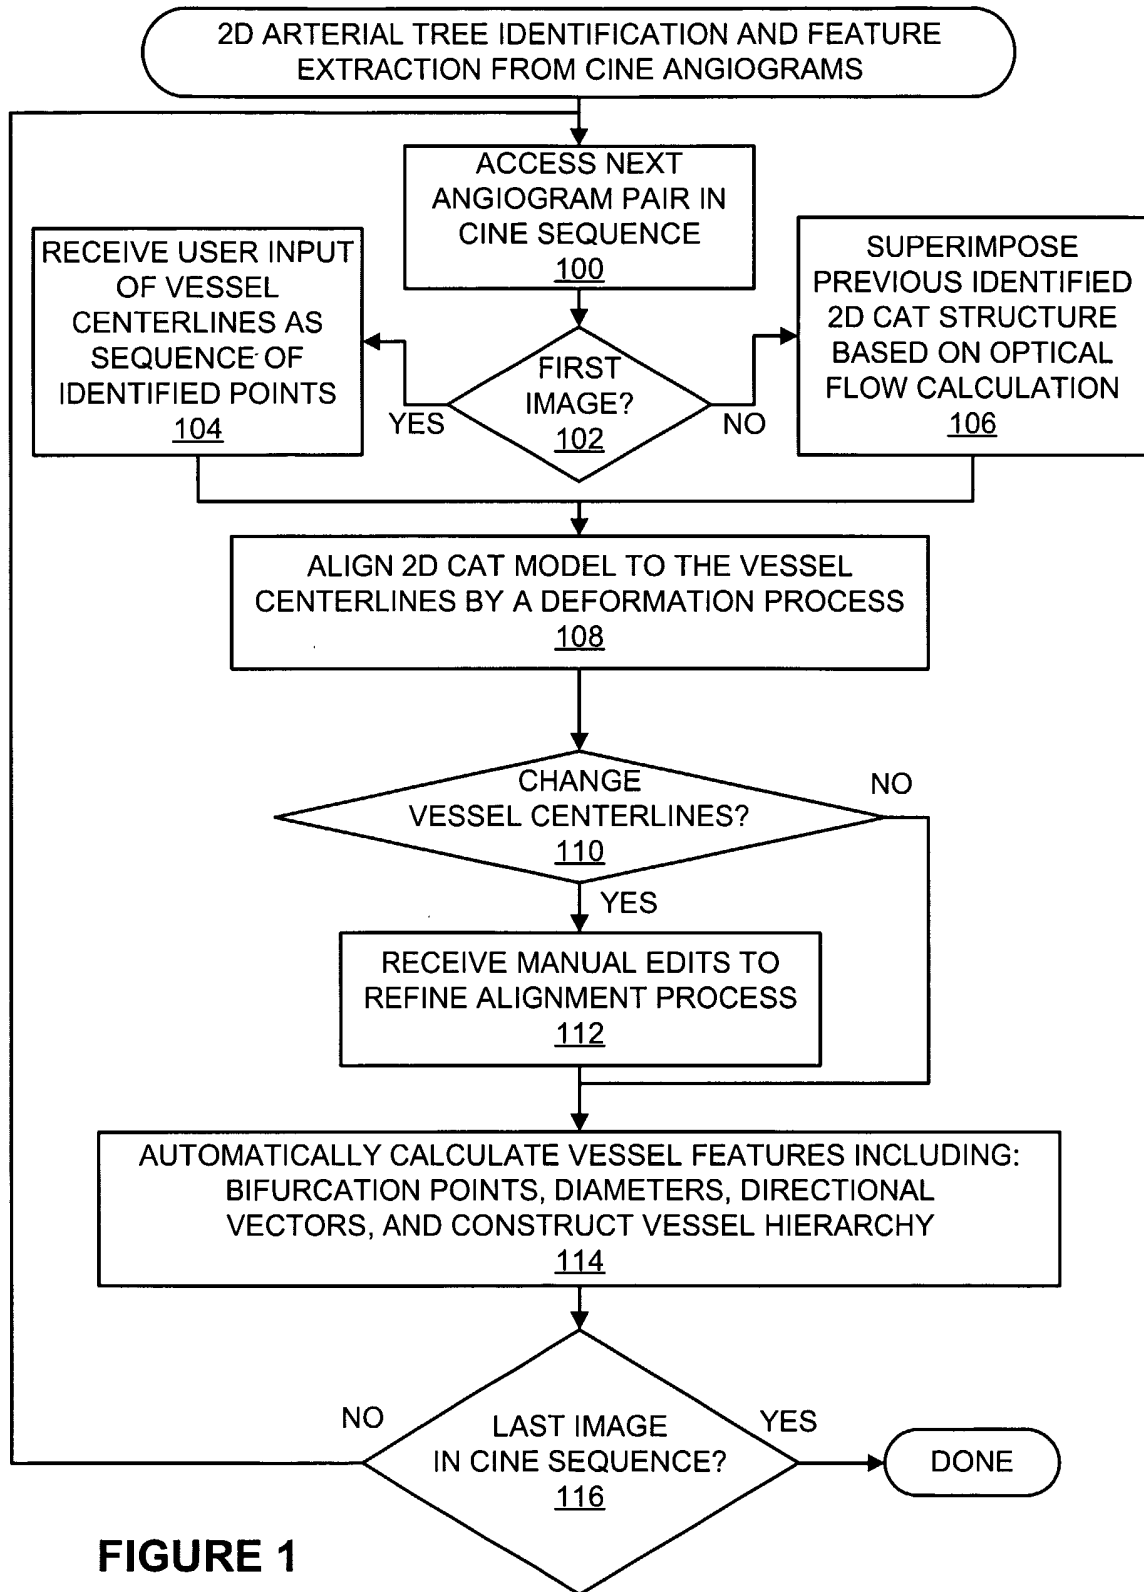 2D ARTERIAL TREE IDENTIFICATION AND FEATURE
EXTRACTION FROM CINE ANGIOGRAMS
ACCESS NEXT
ANGIOGRAM PAIR IN
CINE SEQUENCE
100
RECEIVE USER INPUT
OF VESSEL
CENTERLINES AS
SEQUENCE OF
IDENTIFIED POINTS
104
SUPERIMPOSE
PREVIOUS IDENTIFIED
2D CAT STRUCTURE
BASED ON OPTICAL
FLOW CALCULATION
106
FIRST
IMAGE?
102
YES
NO
ALIGN 2D CAT MODEL TO THE VESSEL
CENTERLINES BY A DEFORMATION PROCESS
108
CHANGE
VESSEL CENTERLINES?
110
NO
YES
RECEIVE MANUAL EDITS TO
REFINE ALIGNMENT PROCESS
112
AUTOMATICALLY CALCULATE VESSEL FEATURES INCLUDING:
BIFURCATION POINTS, DIAMETERS, DIRECTIONAL
VECTORS, AND CONSTRUCT VESSEL HIERARCHY
114
NO
LAST IMAGE
IN CINE SEQUENCE?
116
YES
DONE
FIGURE 1